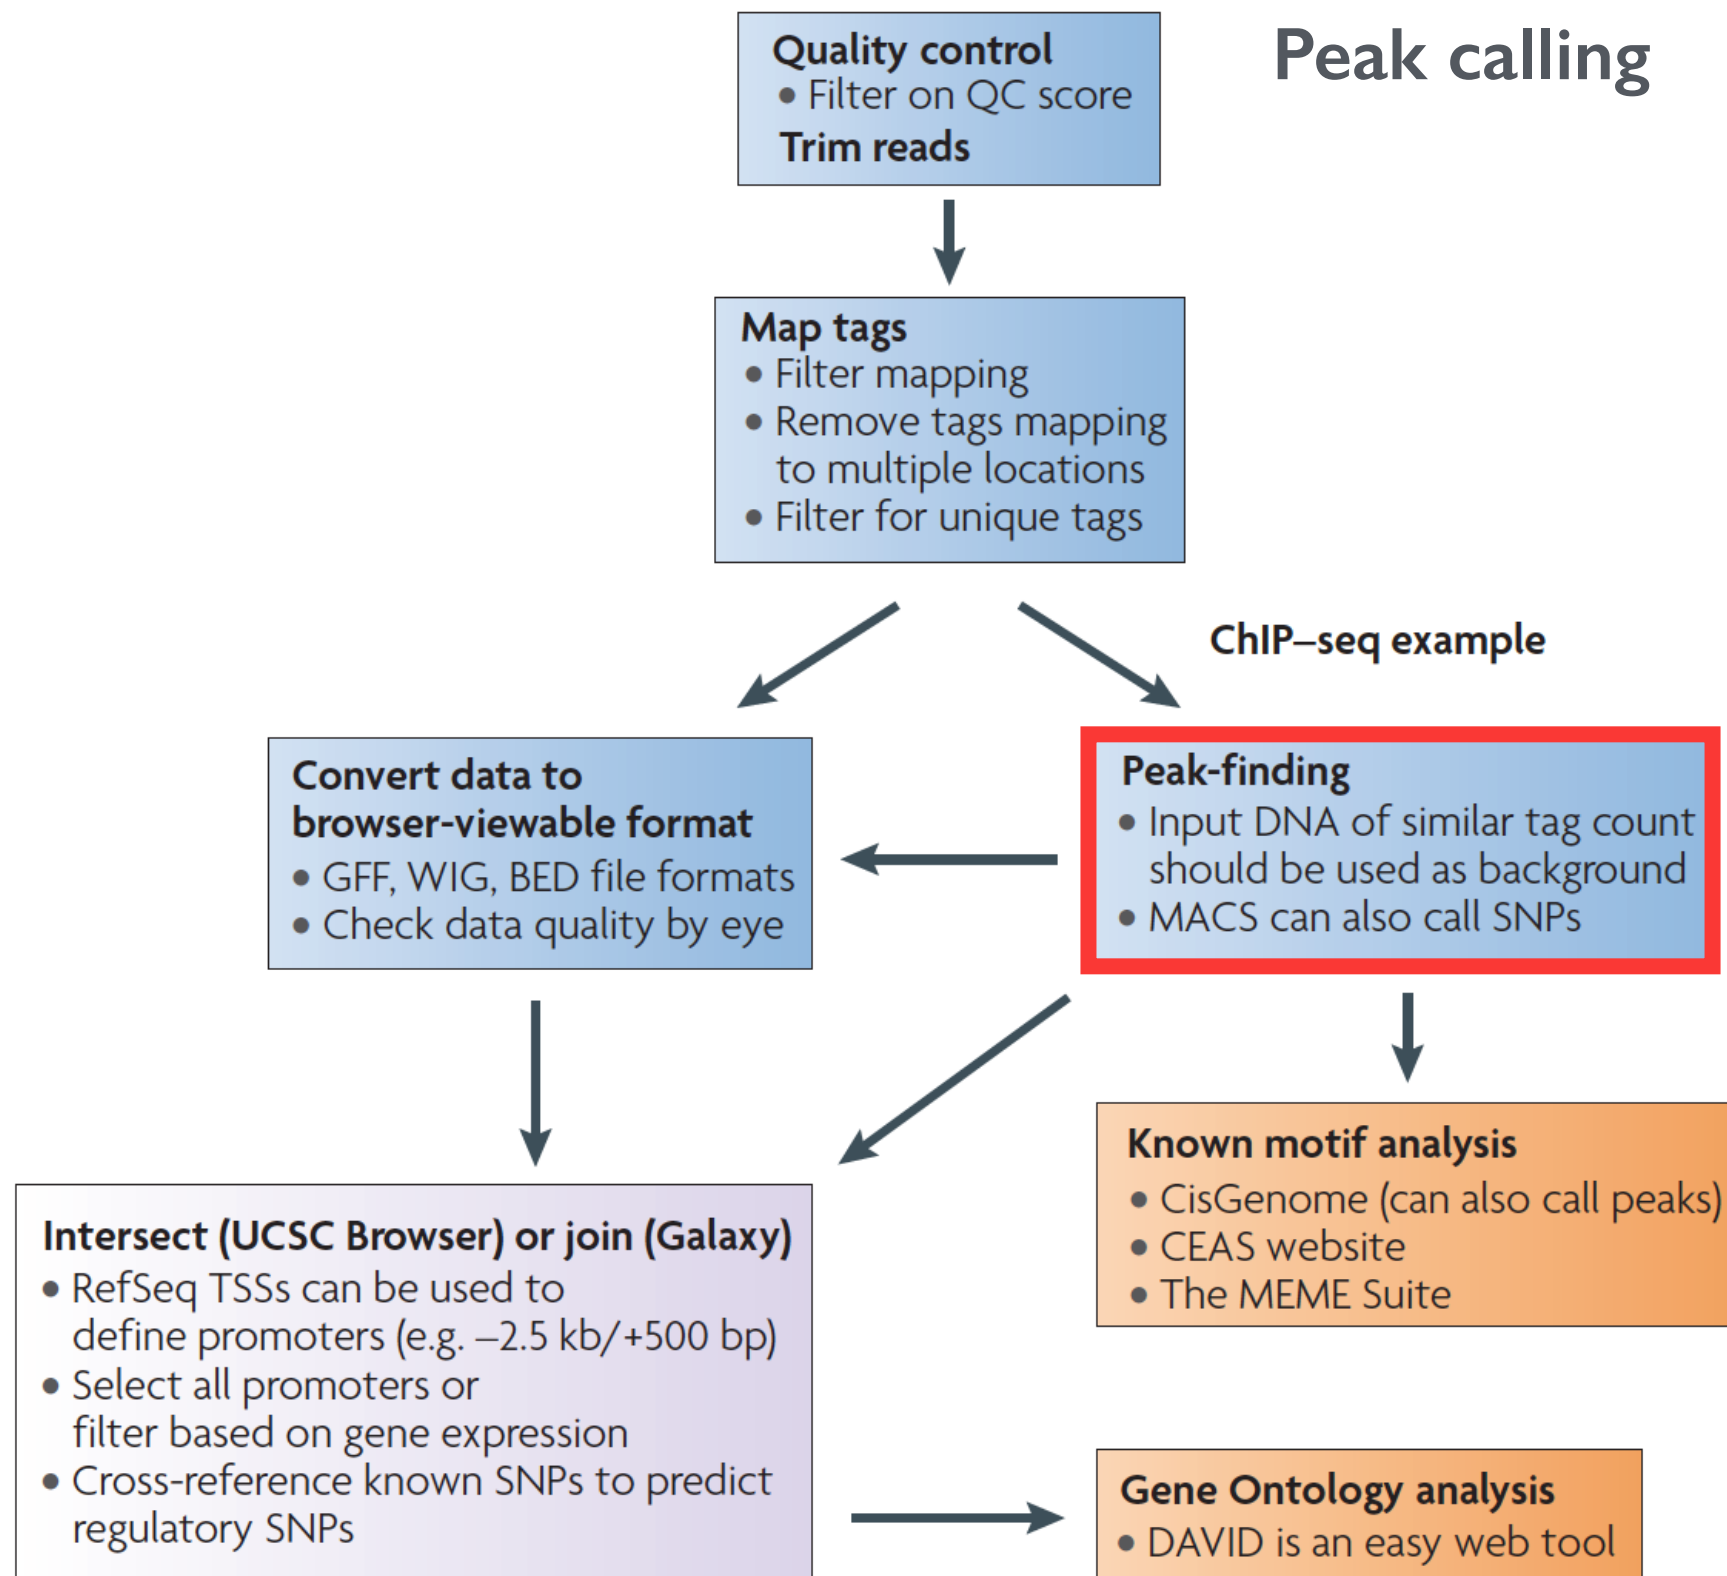 Peak calling
Quality control
• Filter on QC score
Trim reads
Map tags
• Filter mapping
• Remove tags mapping
to multiple locations
• Filter for unique tags
ChIP–seq example
Convert data to
browser-viewable format
• GFF, WIG, BED file formats
• Check data quality by eye
Peak-finding
• Input DNA of similar tag count
should be used as background
• MACS can also call SNPs
Known motif analysis
• CisGenome (can also call peaks)
• CEAS website
• The MEME Suite
Intersect (UCSC Browser) or join (Galaxy)
• RefSeq TSSs can be used to
define promoters (e.g. –2.5 kb/+500 bp)
• Select all promoters or
filter based on gene expression
• Cross-reference known SNPs to predict
regulatory SNPs
Gene Ontology analysis
• DAVID is an easy web tool